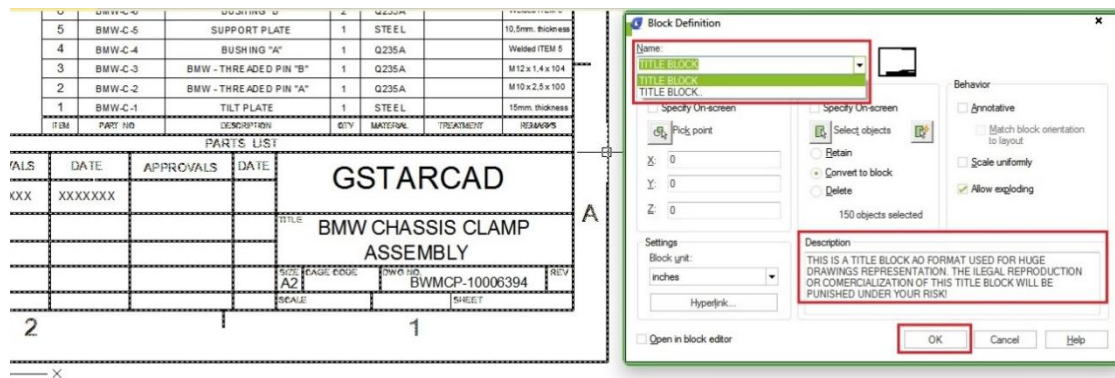 5 BMW-C-5 SUPPORT PLATE 1 STEEL 10,5mm. thickness
4 BMW-C-4 BUSHING "A" 1 Q235A Welded ITEM 5
3 BMW-C-3 BMW - THREADED PIN "B" 1 Q235A M12 x 1,4 x 104
2 BMW-C-2 BMW - THREADED PIN "A" 1 Q235A M10 x 2,5 x 100
1 BMW-C-1 TILT PLATE 1 STEEL 15mm. thickness
ITEM PART NO DESCRIPTION QTY MATERIAL TREATMENT REMARKS
PARTS LIST
VALS DATE APPROVALS DATE
XXX XXXXXXX
GSTARCAD
TITLE
BMW CHASSIS CLAMP
ASSEMBLY
SIZE CAGE CODE DWG NO. REV
A2 BWMCP-10006394
SCALE SHEET
A
2 1
X
Block Definition
Name:
TITLE BLOCK
TITLE BLOCK
TITLE BLOCK..
Specify On-screen
Pick point
X: 0
Y: 0
Z: 0
Specify On-screen
Select objects
Retain
Convert to block
Delete
150 objects selected
Behavior
Annotative
Match block orientation
to layout
Scale uniformly
Allow exploding
Settings
Block unit:
inches
Hyperlink...
Description
THIS IS A TITLE BLOCK AO FORMAT USED FOR HUGE
DRAWINGS REPRESENTATION. THE ILEGAL REPRODUCTION
OR COMERCIALIZATION OF THIS TITLE BLOCK WILL BE
PUNISHED UNDER YOUR RISK!
Open in block editor
OK Cancel Help